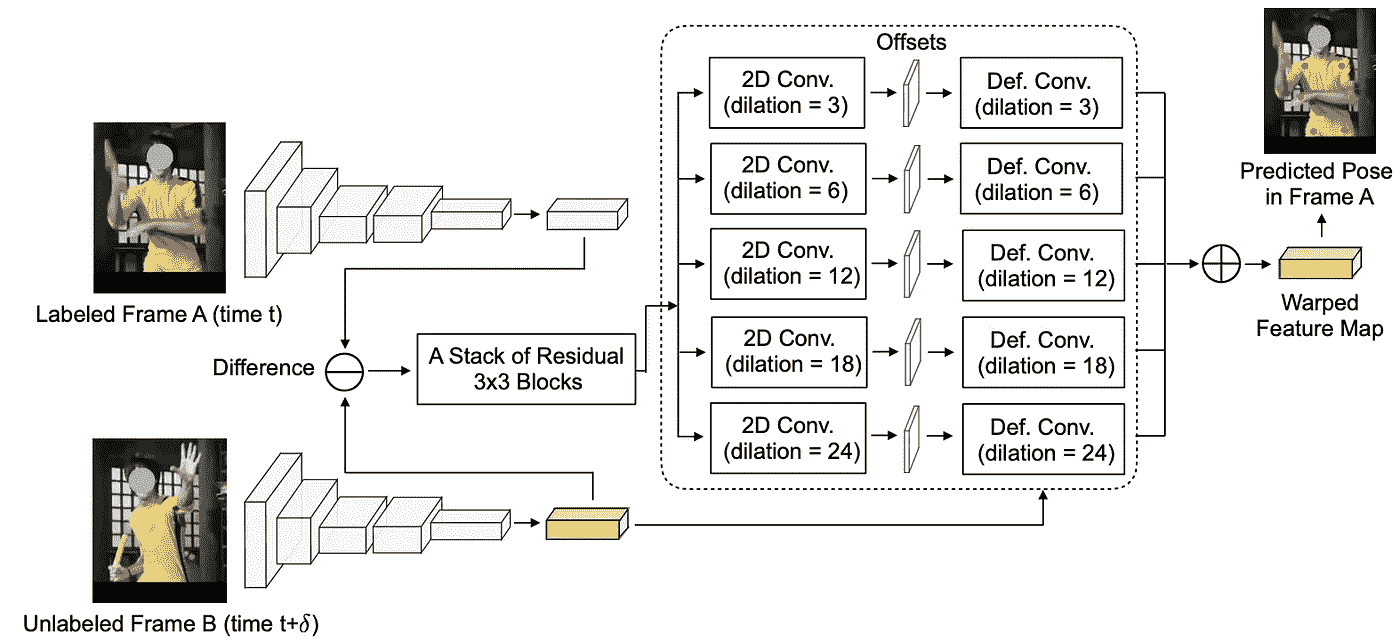 Offsets
2D Conv.
(dilation = 3)
Def. Conv.
(dilation = 3)
2D Conv.
(dilation = 6)
Def. Conv.
(dilation = 6)
2D Conv.
(dilation = 12)
Def. Conv.
(dilation = 12)
2D Conv.
(dilation = 18)
Def. Conv.
(dilation = 18)
2D Conv.
(dilation = 24)
Def. Conv.
(dilation = 24)
Predicted Pose
in Frame A
Warped
Feature Map
Labeled Frame A (time t)
Difference
A Stack of Residual
3x3 Blocks
Unlabeled Frame B (time t+δ)